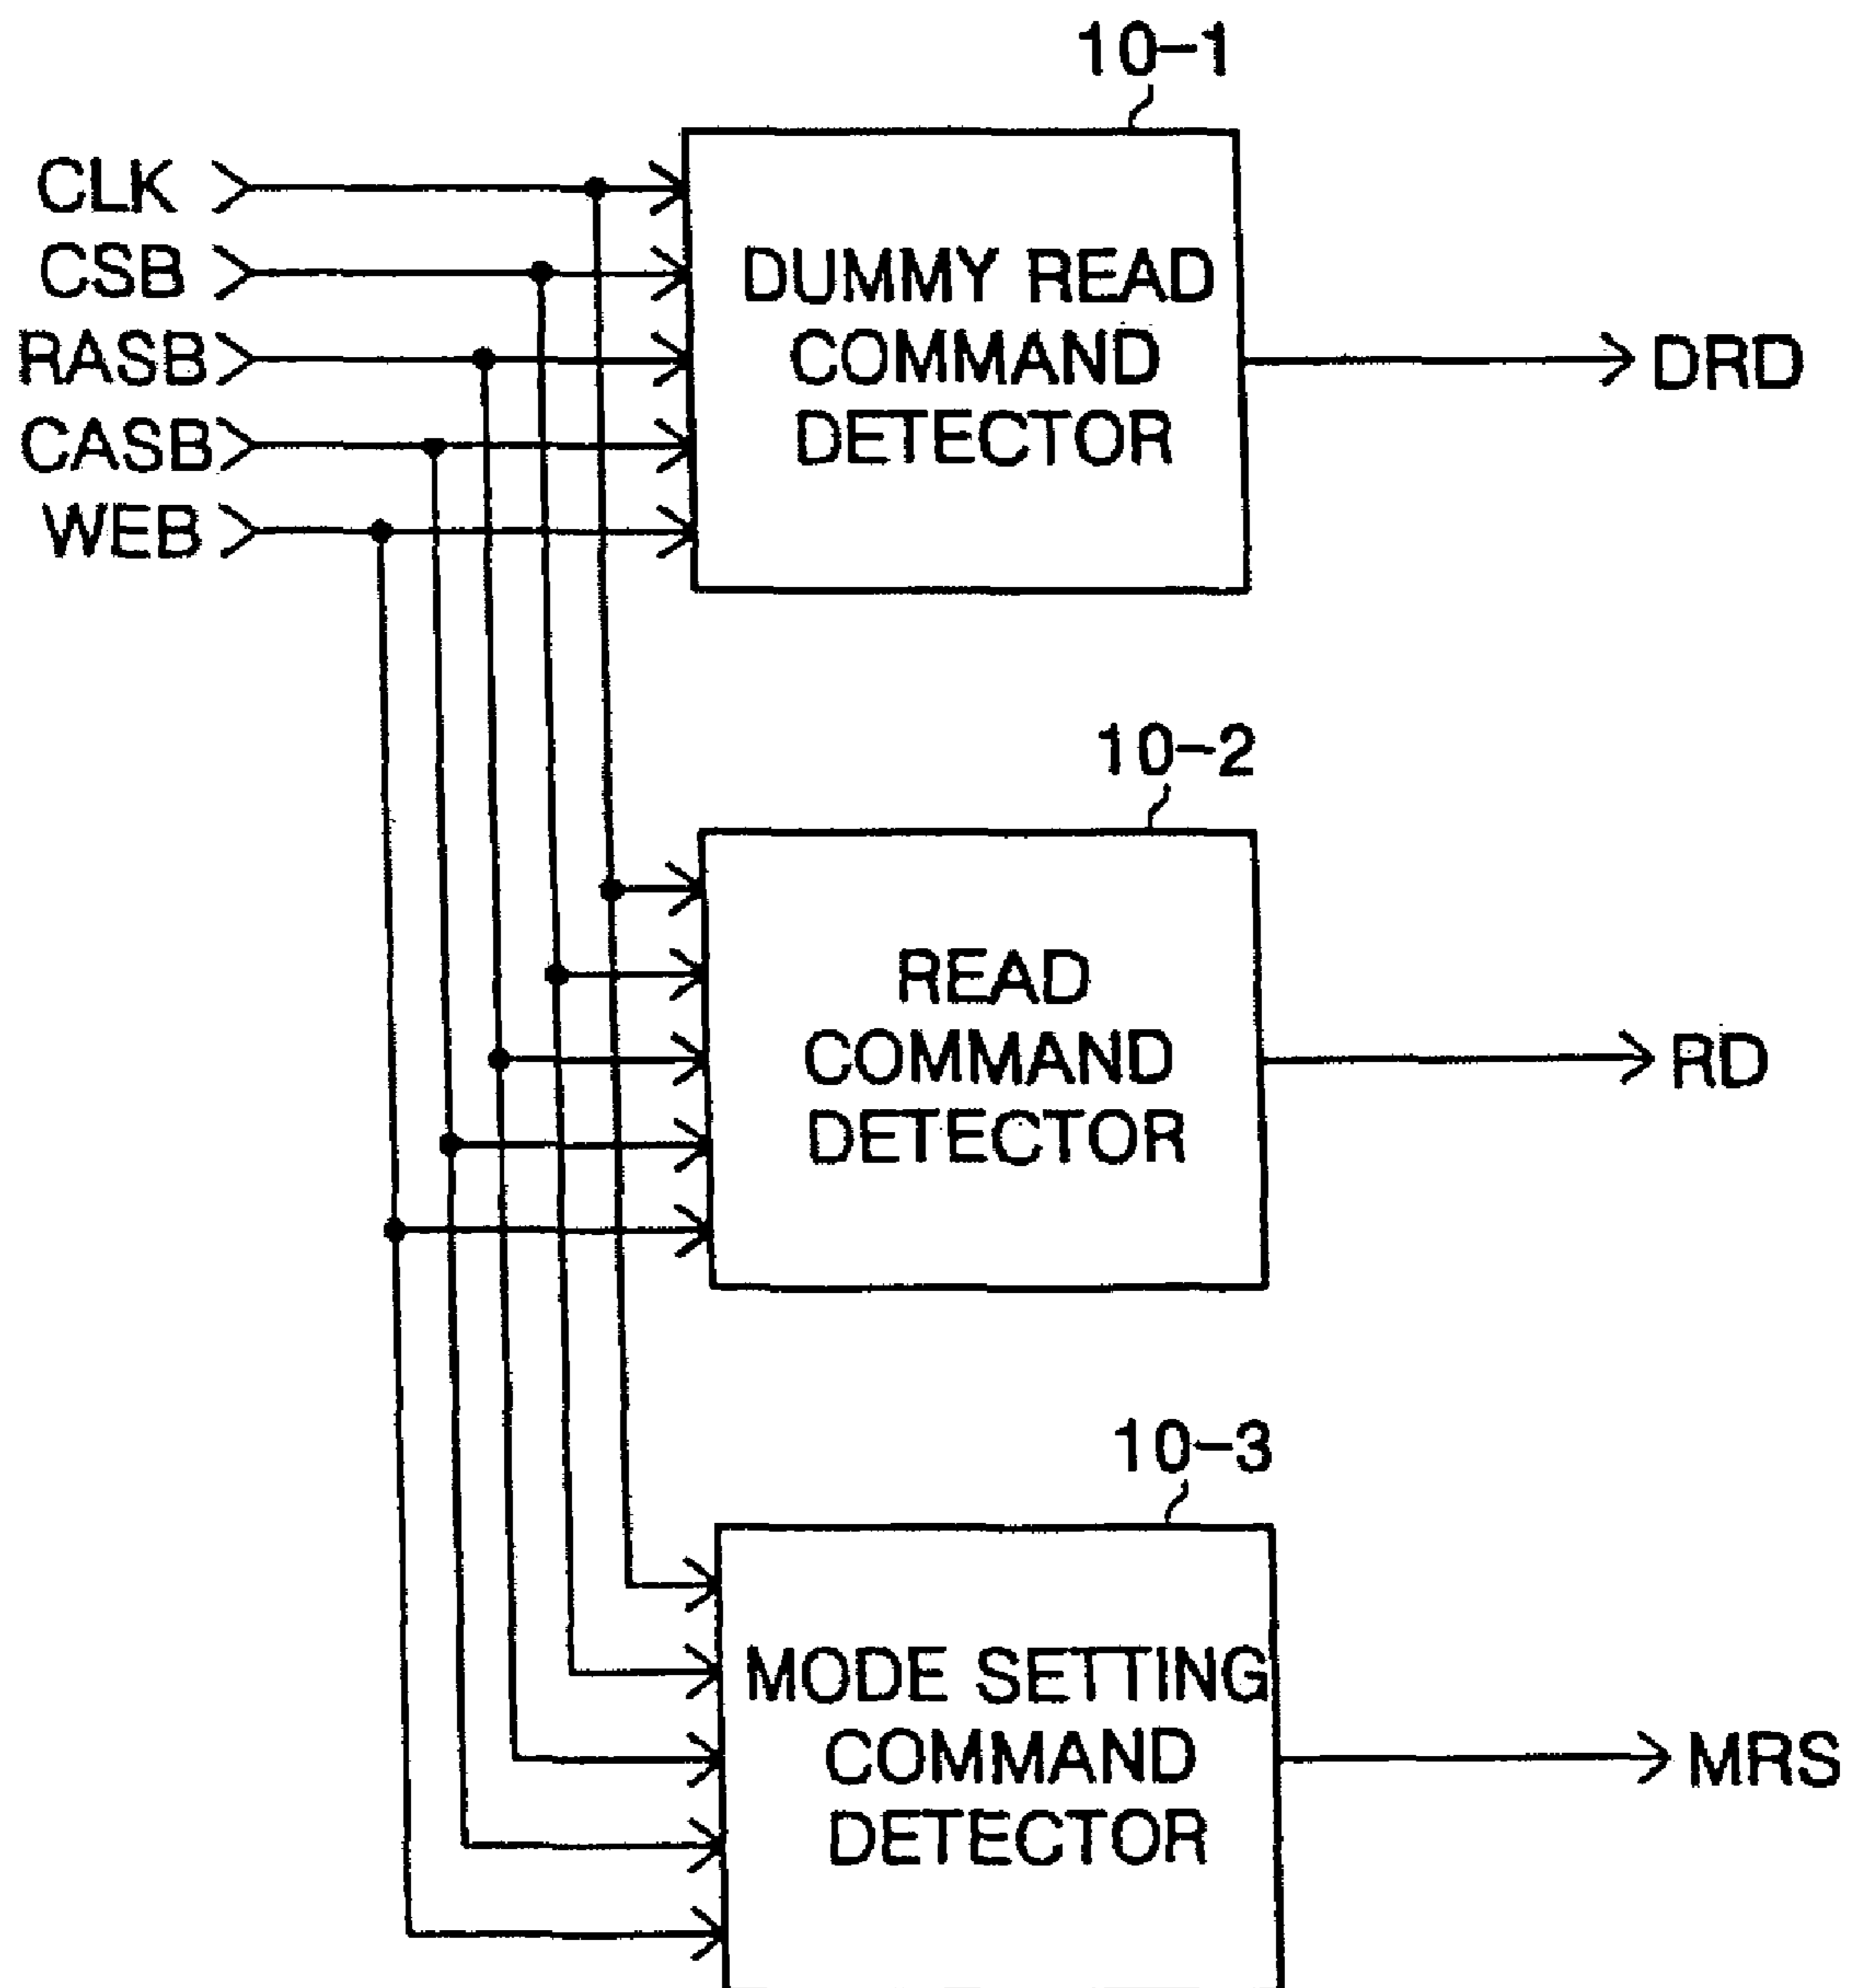 10-1
CLK
CSB
RASB
CASB
WEB
DUMMY READ
COMMAND
DETECTOR
DRD
10-2
READ
COMMAND
DETECTOR
RD
10-3
MODE SETTING
COMMAND
DETECTOR
MRS